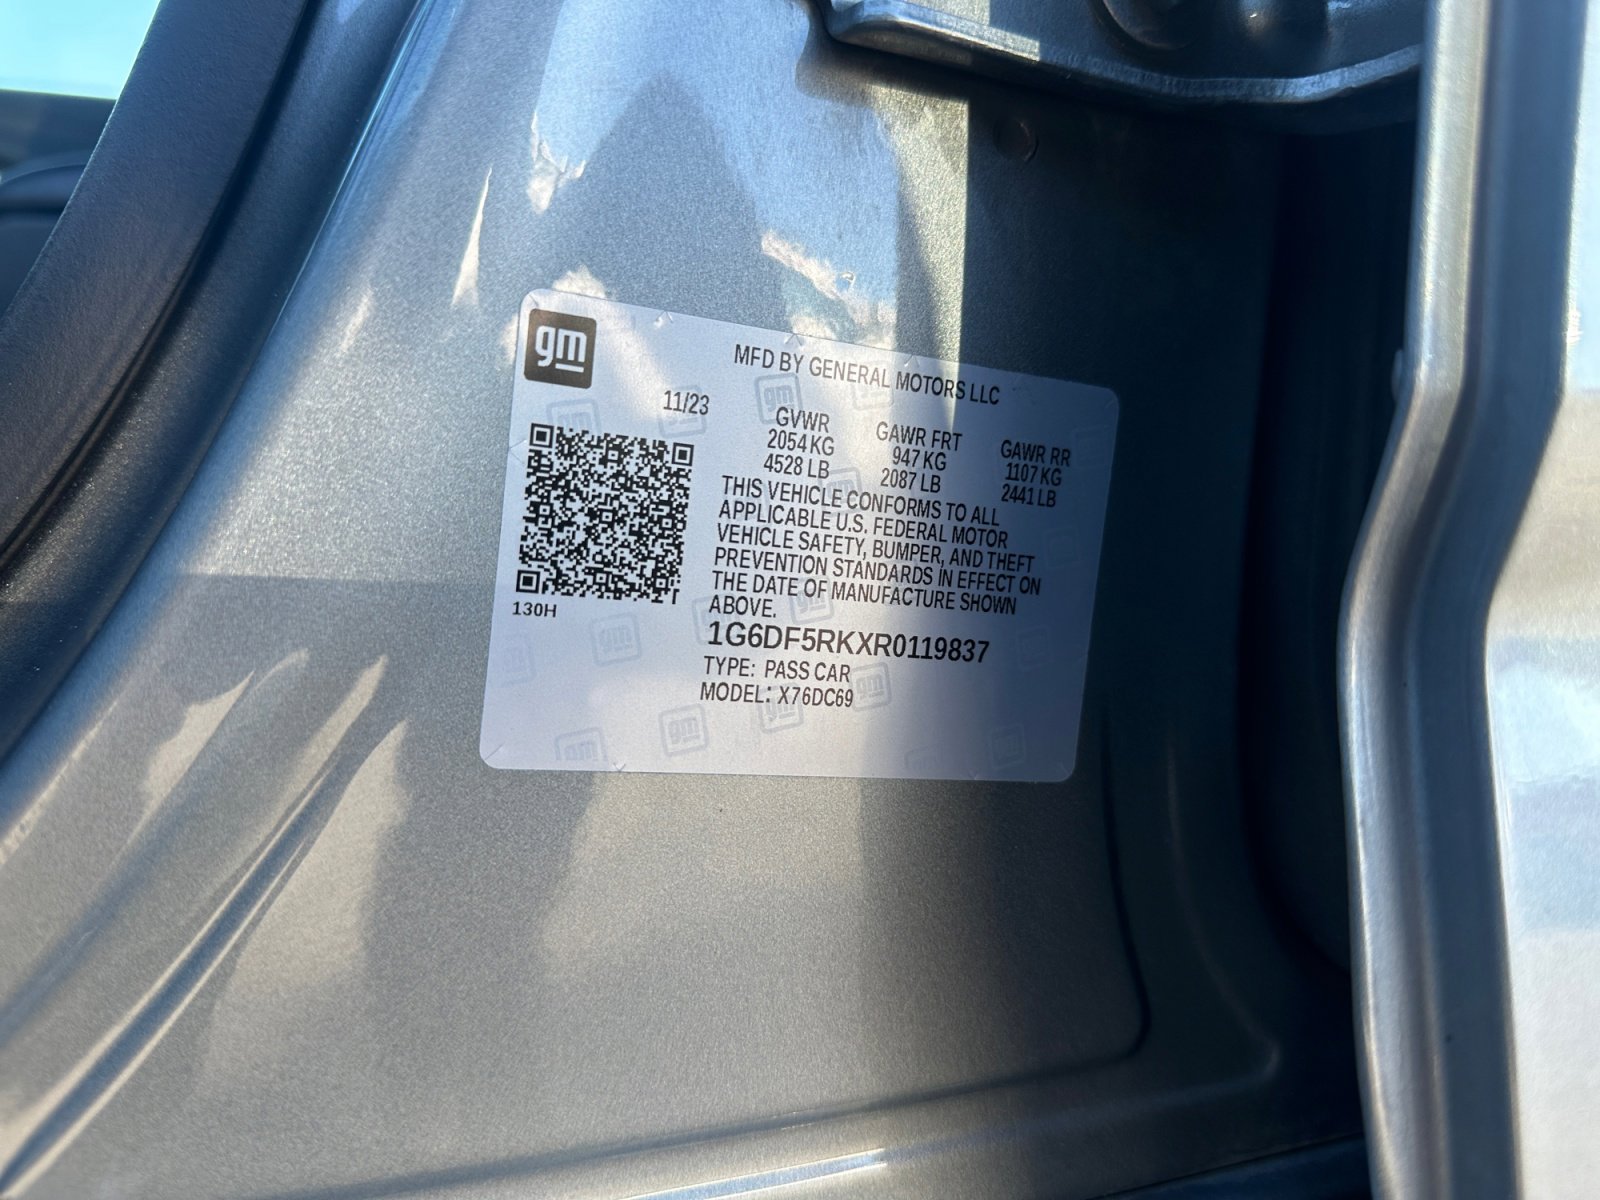 gm
MFD BY GENERAL MOTORS LLC
11/23
GVWR GAWR FRT GAWR RR
2054 KG 947 KG 1107 KG
4528 LB 2087 LB 2441 LB
THIS VEHICLE CONFORMS TO ALL
APPLICABLE U.S. FEDERAL MOTOR
VEHICLE SAFETY, BUMPER, AND THEFT
PREVENTION STANDARDS IN EFFECT ON
THE DATE OF MANUFACTURE SHOWN
ABOVE.
130H
1G6DF5RKXR0119837
TYPE: PASS CAR
MODEL: X76DC69